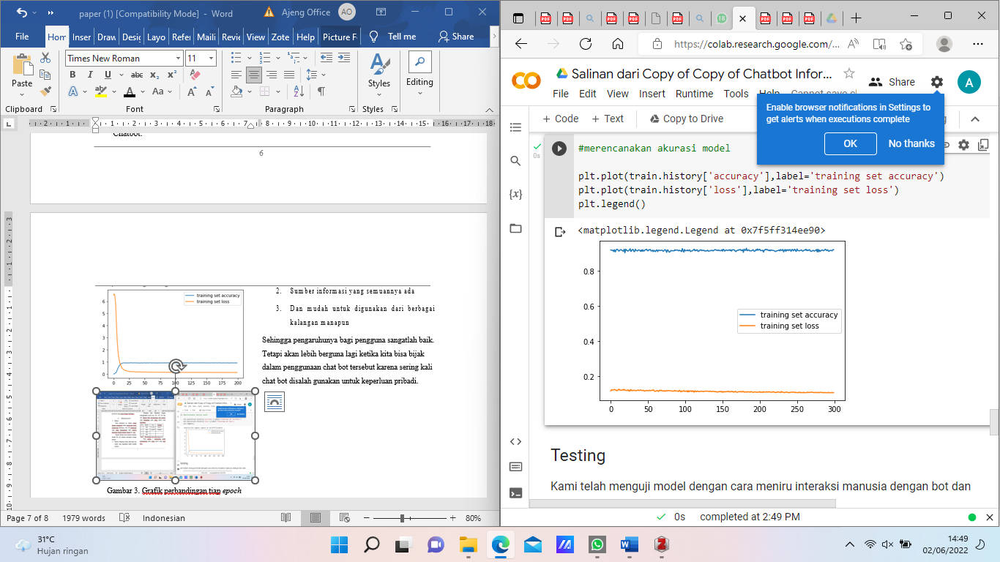 paper (1) [Compatibility Mode] - Word
Ajeng Office
AO
File
Hom
Inser
Draw
Desig
Layo
Refer
Maili
Revie
View
Zote
Help
Picture F
Tell me
Share
Paste
Times New Roman
11
B I U abc x₂ x²
Aa
Styles
Editing
Clipboard
Font
Paragraph
Styles
Chatbot.
6
training set accuracy
training set loss
6
5
4
3
2
1
0
0 25 50 75 100 125 150 175 200
2. Sumber informasi yang semuannya ada
3. Dan mudah untuk digunakan dari berbagai
kalangan manapun
Sehingga pengaruhunya bagi pengguna sangatlah baik.
Tetapi akan lebih berguna lagi ketika kita bisa bijak
dalam penggunaan chat bot tersebut karena sering kali
chat bot disalah gunakan untuk keperluan pribadi.
Gambar 3. Grafik perbandingan tiap epoch
Page 7 of 8
1979 words
Indonesian
80%
https://colab.research.google.com/...
Salinan dari Copy of Copy of Chatbot Infor...
Share
A
File Edit View Insert Runtime Tools Help
Enable browser notifications in Settings to
get alerts when executions complete
OK
No thanks
+ Code
+ Text
Copy to Drive
0s
#merencanakan akurasi model
plt.plot(train.history['accuracy'],label='training set accuracy')
plt.plot(train.history['loss'],label='training set loss')
plt.legend()
<matplotlib.legend.Legend at 0x7f5ff314ee90>
0.8
0.6
0.4
0.2
training set accuracy
training set loss
0 50 100 150 200 250 300
Testing
Kami telah menguji model dengan cara meniru interaksi manusia dengan bot dan
0s
completed at 2:49 PM
31°C
Hujan ringan
14:49
02/06/2022